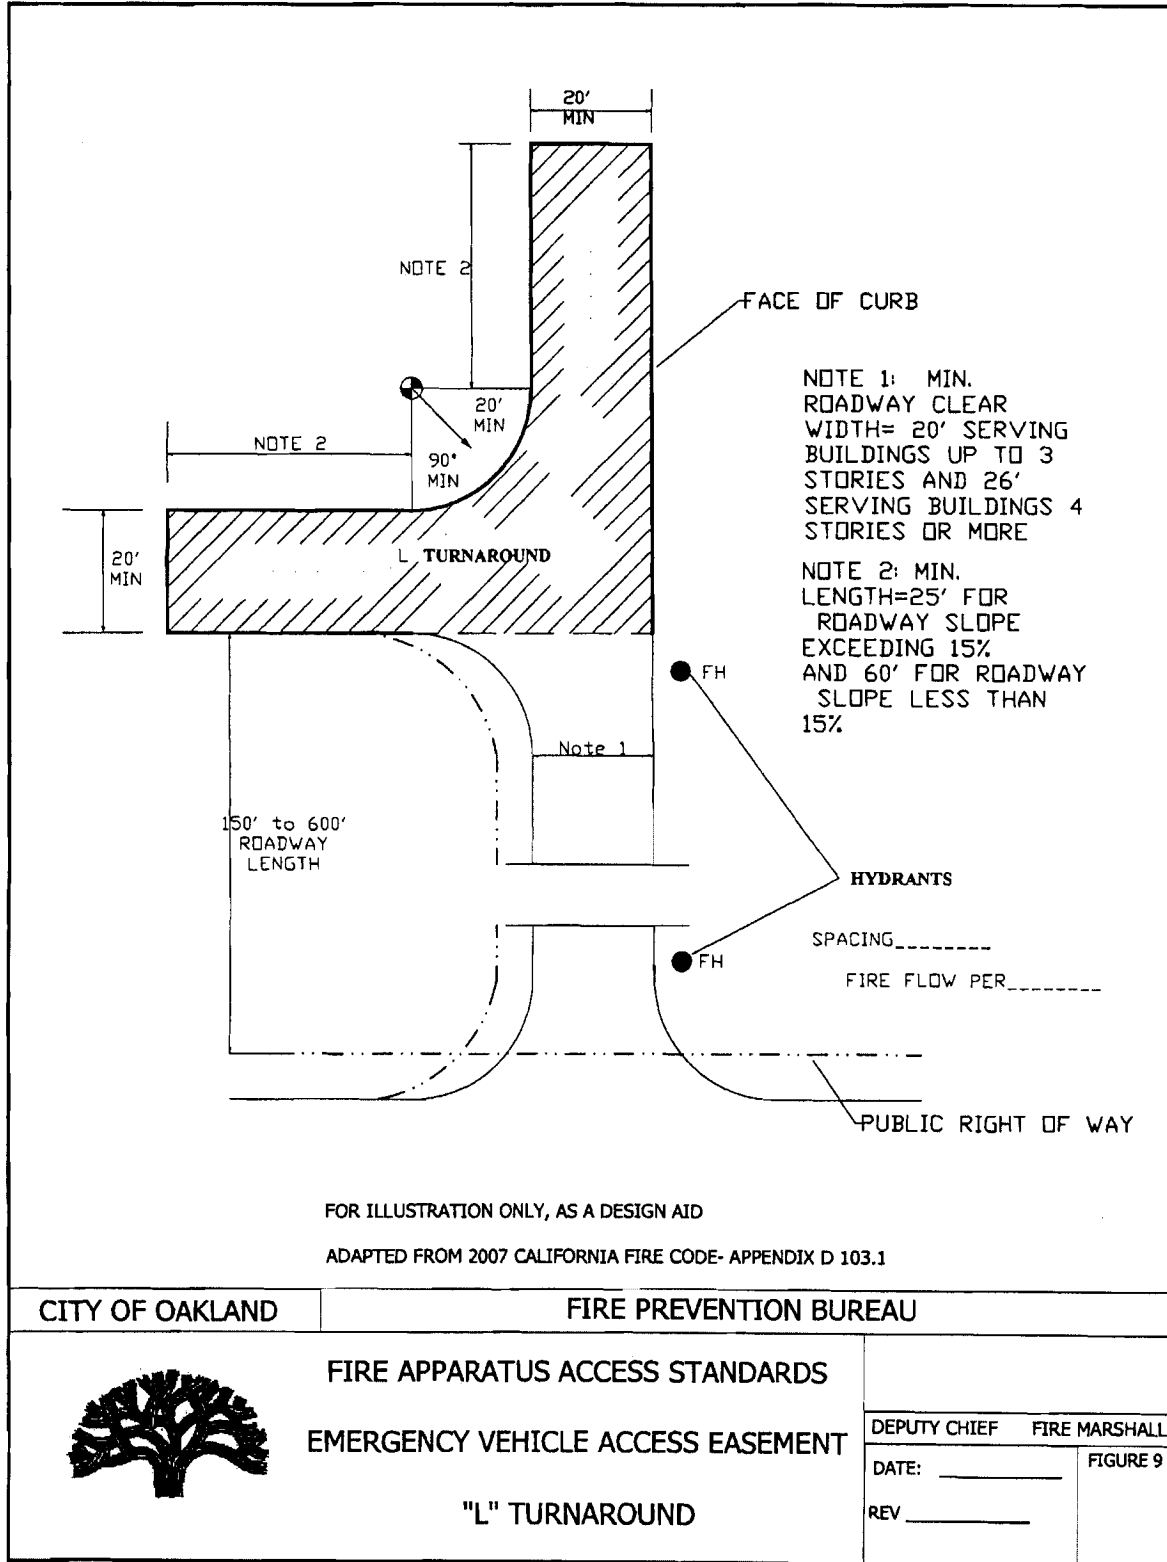 20'
MIN
NOTE 2
FACE OF CURB
NOTE 1: MIN.
ROADWAY CLEAR
WIDTH= 20' SERVING
BUILDINGS UP TO 3
STORIES AND 26'
SERVING BUILDINGS 4
STORIES OR MORE
20'
MIN
NOTE 2
90°
MIN
20'
MIN
L TURNAROUND
NOTE 2: MIN.
LENGTH=25' FOR
ROADWAY SLOPE
EXCEEDING 15%
AND 60' FOR ROADWAY
SLOPE LESS THAN
15%
FH
Note 1
150' to 600'
ROADWAY
LENGTH
HYDRANTS
SPACING________
FH
FIRE FLOW PER________
PUBLIC RIGHT OF WAY
FOR ILLUSTRATION ONLY, AS A DESIGN AID
ADAPTED FROM 2007 CALIFORNIA FIRE CODE- APPENDIX D 103.1
CITY OF OAKLAND
FIRE PREVENTION BUREAU
FIRE APPARATUS ACCESS STANDARDS
EMERGENCY VEHICLE ACCESS EASEMENT
"L" TURNAROUND
DEPUTY CHIEF FIRE MARSHALL
DATE: ____________
FIGURE 9
REV ____________